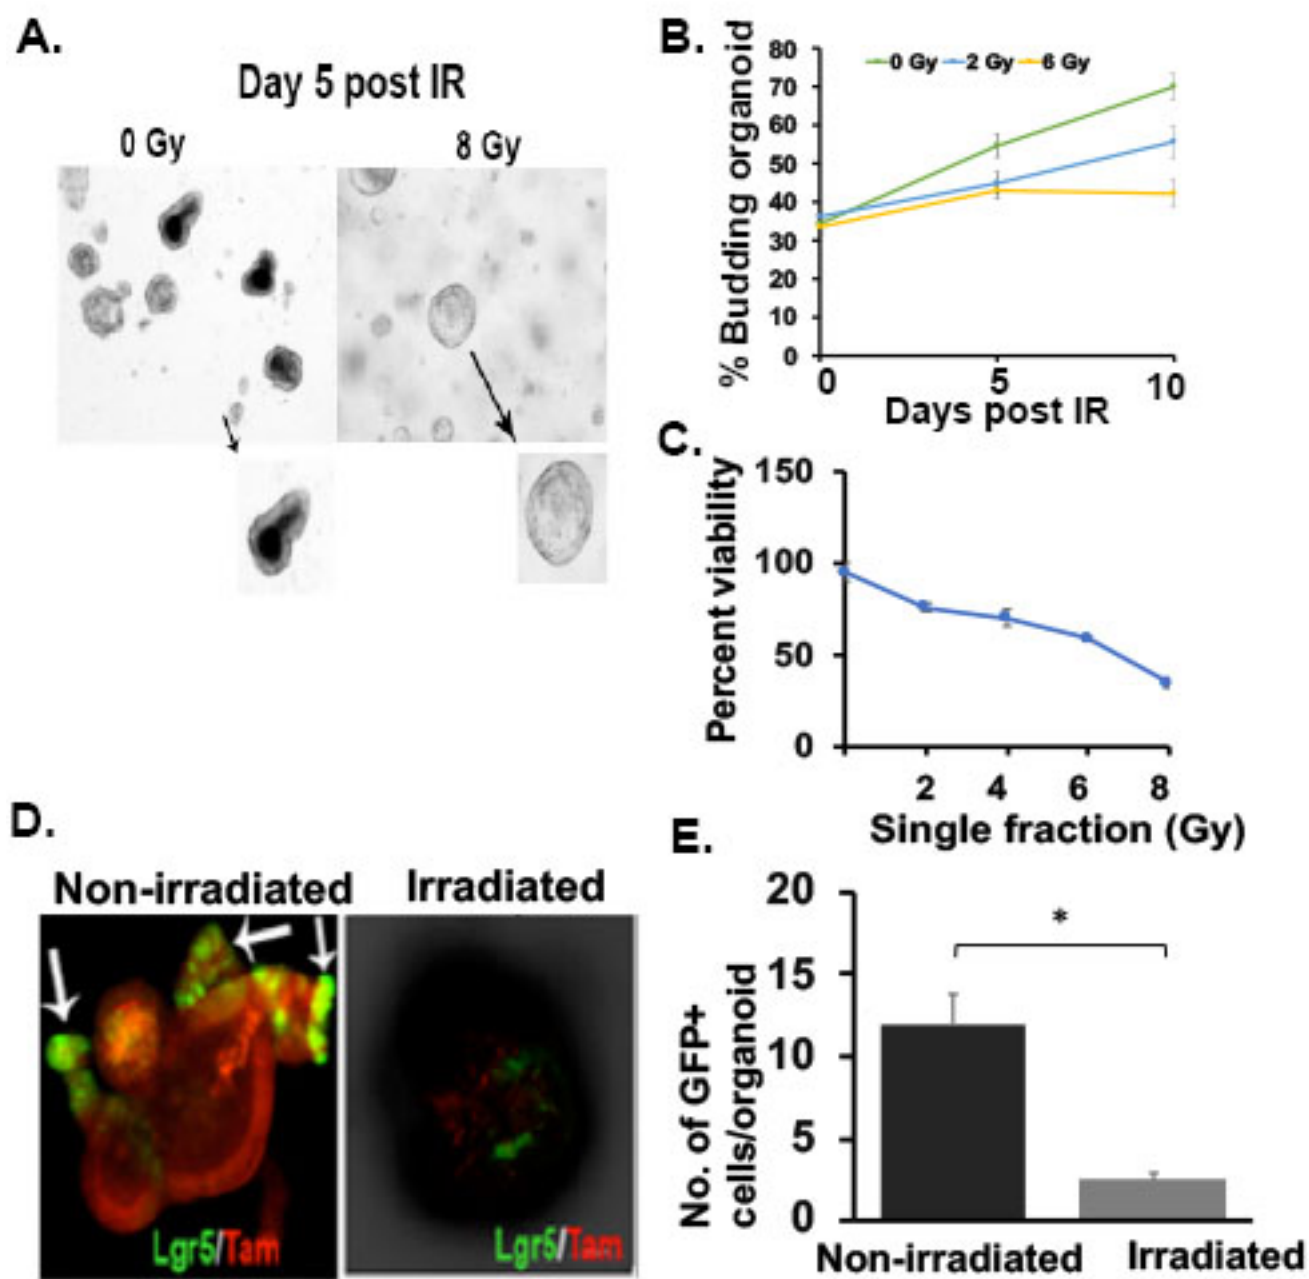 A.
Day 5 post IR
0 Gy
8 Gy
B.
% Budding organoid
80
70
60
50
40
30
20
10
0
0 Gy 2 Gy 6 Gy
0 5 10
Days post IR
C.
Percent viability
150
100
50
0
2 4 6 8
Single fraction (Gy)
D.
Non-irradiated
Irradiated
Lgr5/Tam
Lgr5/Tam
E.
No. of GFP+
cells/organoid
20
15
10
5
0
*
Non-irradiated
Irradiated